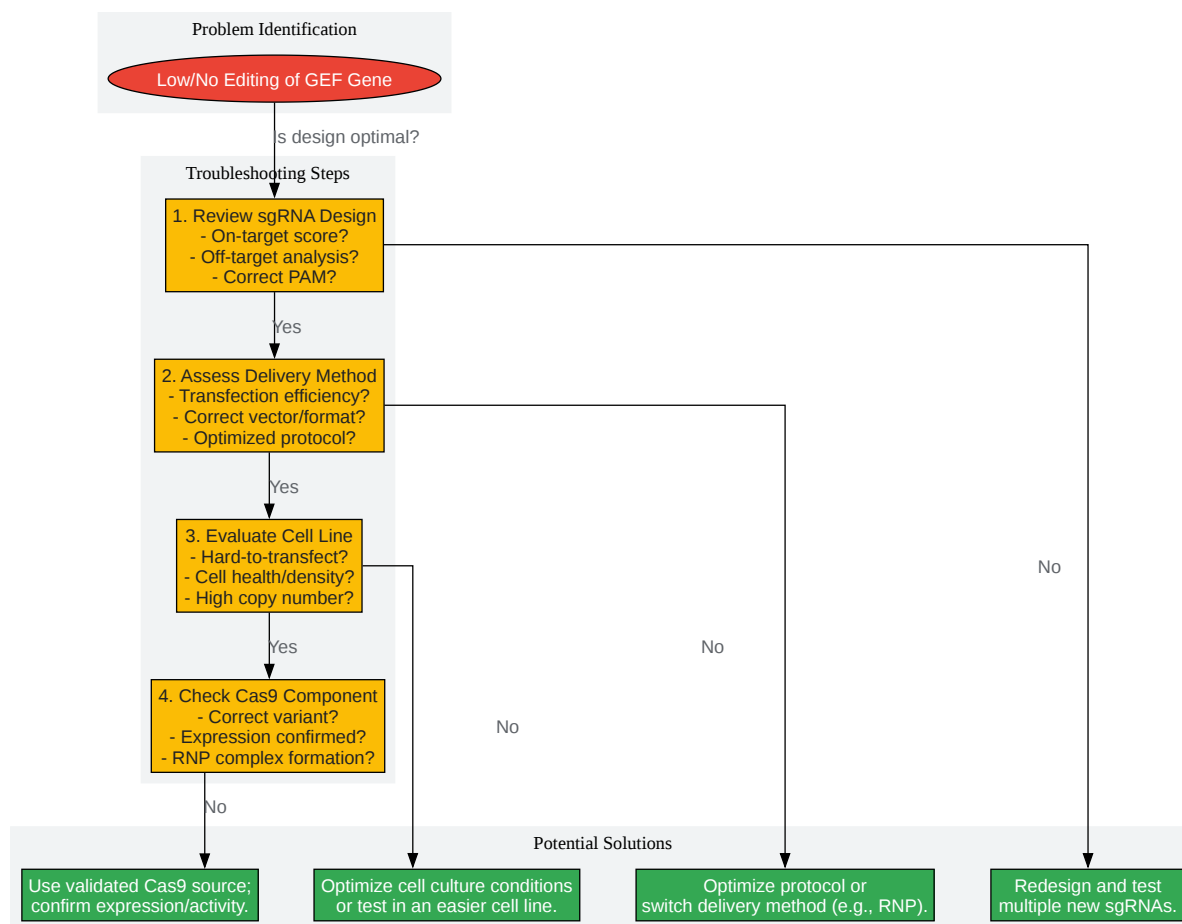 Problem Identification
Low/No Editing of GEF Gene
Is design optimal?
Troubleshooting Steps
1. Review sgRNA Design
- On-target score?
- Off-target analysis?
- Correct PAM?
Yes
2. Assess Delivery Method
- Transfection efficiency?
- Correct vector/format?
- Optimized protocol?
Yes
3. Evaluate Cell Line
- Hard-to-transfect?
- Cell health/density?
- High copy number?
Yes
4. Check Cas9 Component
- Correct variant?
- Expression confirmed?
- RNP complex formation?
No
No
No
No
Potential Solutions
Use validated Cas9 source;
confirm expression/activity.
Optimize cell culture conditions
or test in an easier cell line.
Optimize protocol or
switch delivery method (e.g., RNP).
Redesign and test
multiple new sgRNAs.